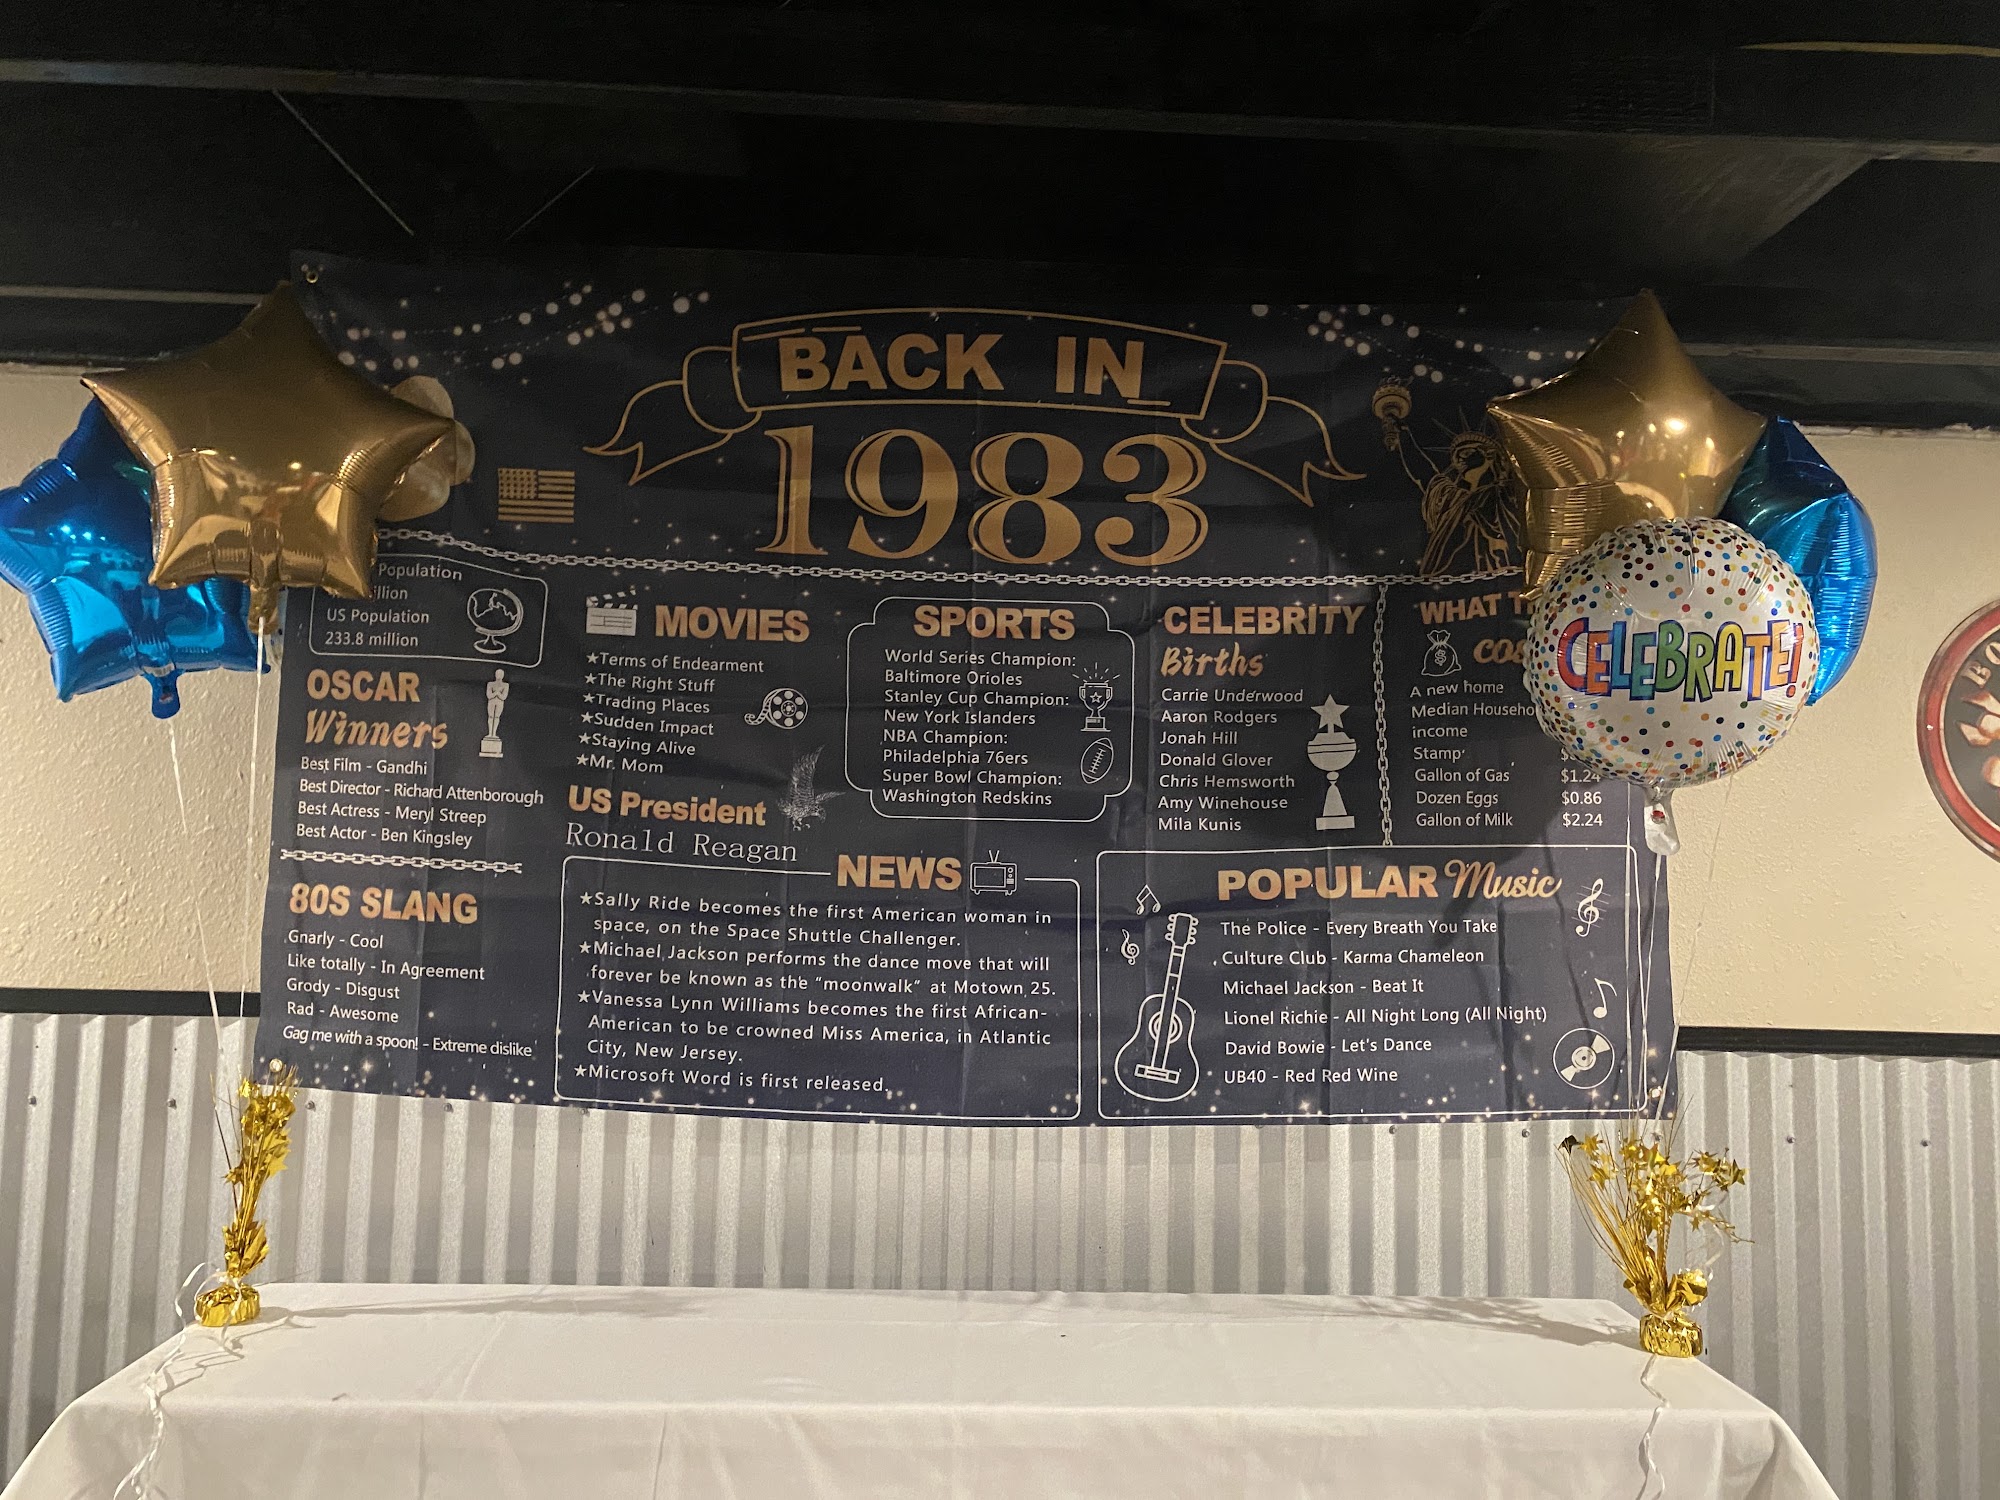 BACK IN
1983
Population
illion
US Population
233.8 million
OSCAR
Winners
Best Film - Gandhi
Best Director - Richard Attenborough
Best Actress - Meryl Streep
Best Actor - Ben Kingsley
80S SLANG
Gnarly - Cool
Like totally - In Agreement
Grody - Disgust
Rad - Awesome
Gag me with a spoon! - Extreme dislike
MOVIES
★Terms of Endearment
★The Right Stuff
★Trading Places
★Sudden Impact
★Staying Alive
★Mr. Mom
US President
Ronald Reagan
SPORTS
World Series Champion:
Baltimore Orioles
Stanley Cup Champion:
New York Islanders
NBA Champion:
Philadelphia 76ers
Super Bowl Champion:
Washington Redskins
CELEBRITY
Births
Carrie Underwood
Aaron Rodgers
Jonah Hill
Donald Glover
Chris Hemsworth
Amy Winehouse
Mila Kunis
WHAT
A new home
Median Househo
income
Stamp
Gallon of Gas $1.24
Dozen Eggs $0.86
Gallon of Milk $2.24
CELEBRATE!
NEWS
★Sally Ride becomes the first American woman in
space, on the Space Shuttle Challenger.
★Michael Jackson performs the dance move that will
forever be known as the "moonwalk" at Motown 25.
★Vanessa Lynn Williams becomes the first African-
American to be crowned Miss America, in Atlantic
City, New Jersey.
★Microsoft Word is first released.
POPULAR Music
The Police - Every Breath You Take
Culture Club - Karma Chameleon
Michael Jackson - Beat It
Lionel Richie - All Night Long (All Night)
David Bowie - Let's Dance
UB40 - Red Red Wine